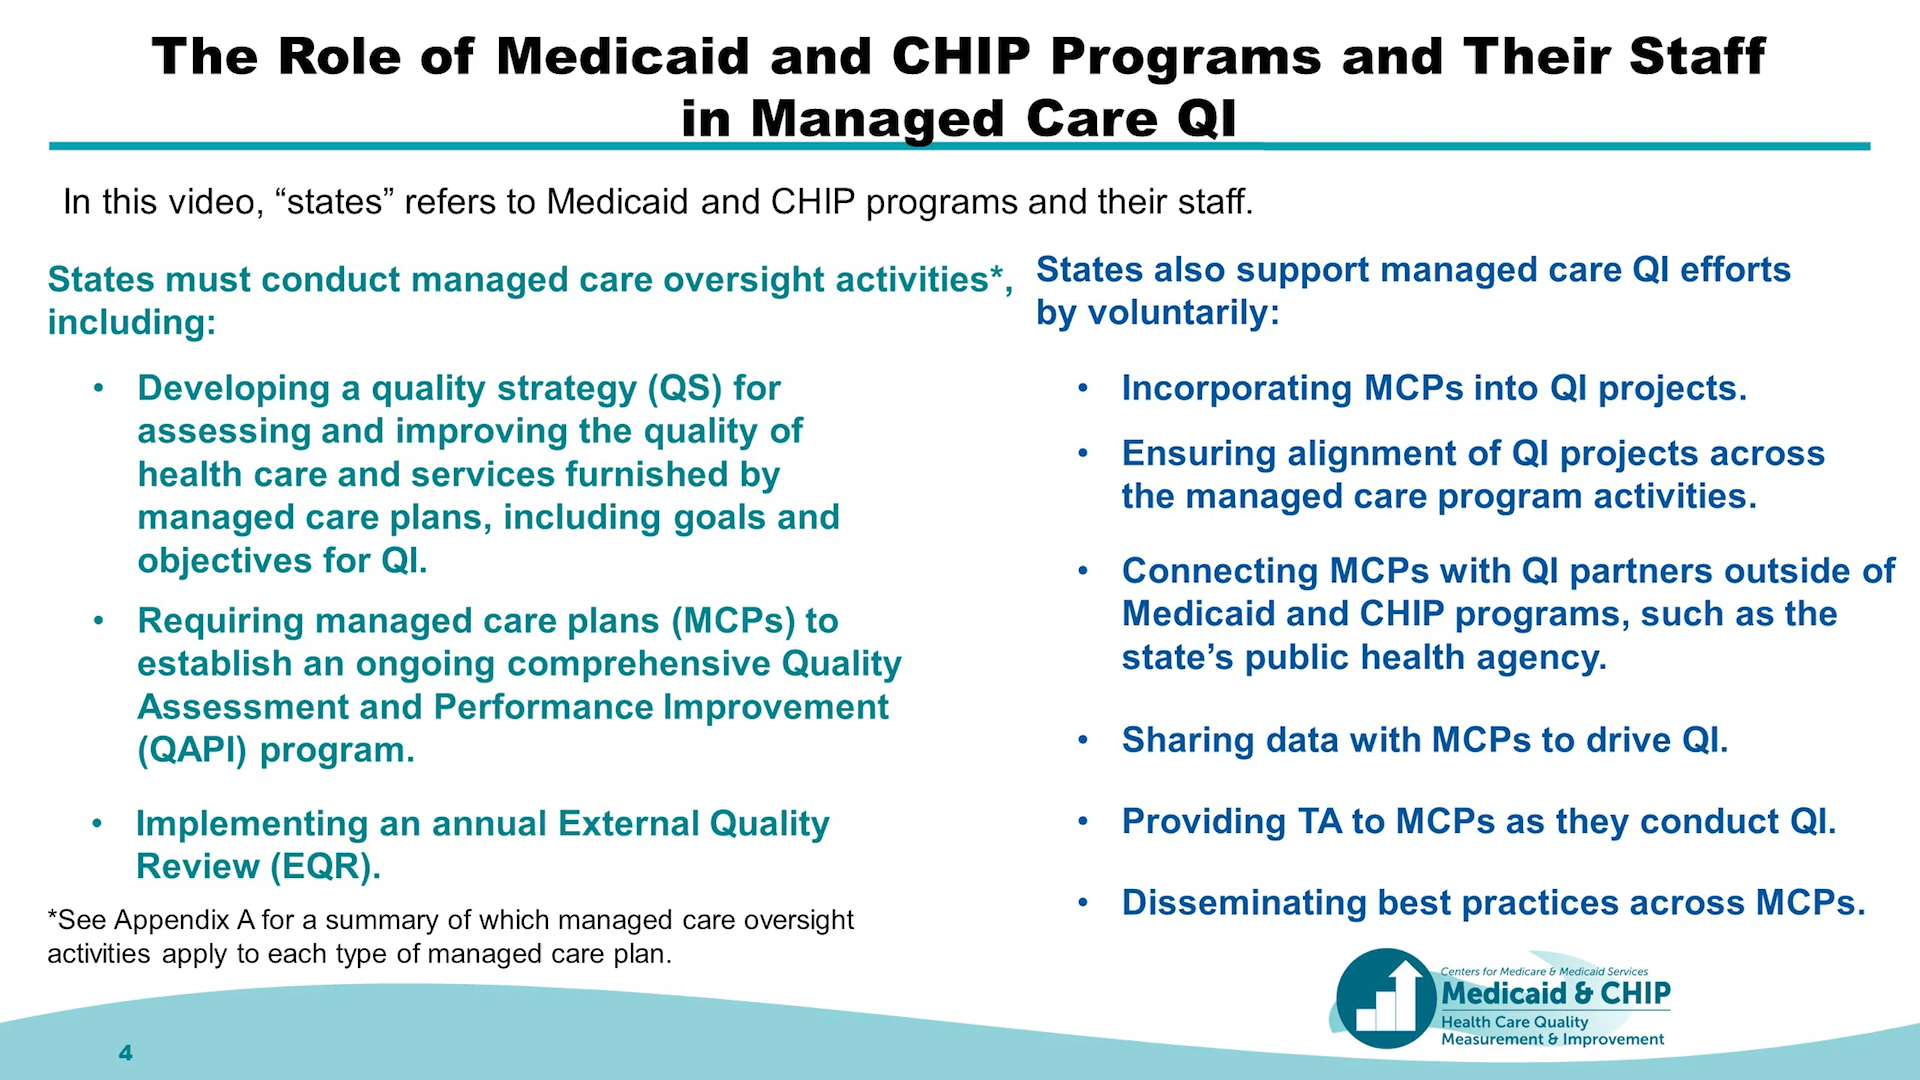 The Role of Medicaid and CHIP Programs and Their Staff
in Managed Care QI
In this video, “states” refers to Medicaid and CHIP programs and their staff.
States must conduct managed care oversight activities*,
including:
• Developing a quality strategy (QS) for
assessing and improving the quality of
health care and services furnished by
managed care plans, including goals and
objectives for QI.
• Requiring managed care plans (MCPs) to
establish an ongoing comprehensive Quality
Assessment and Performance Improvement
(QAPI) program.
• Implementing an annual External Quality
Review (EQR).
*See Appendix A for a summary of which managed care oversight
activities apply to each type of managed care plan.
States also support managed care QI efforts
by voluntarily:
• Incorporating MCPs into QI projects.
• Ensuring alignment of QI projects across
the managed care program activities.
• Connecting MCPs with QI partners outside of
Medicaid and CHIP programs, such as the
state’s public health agency.
• Sharing data with MCPs to drive QI.
• Providing TA to MCPs as they conduct QI.
• Disseminating best practices across MCPs.
Centers for Medicare & Medicaid Services
Medicaid & CHIP
Health Care Quality
Measurement & Improvement
4